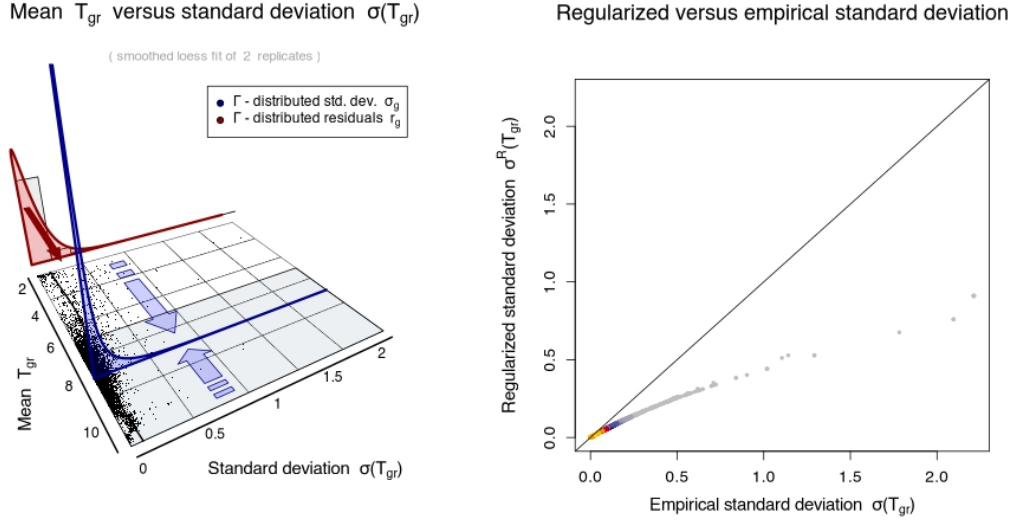 Mean T_gr versus standard deviation σ(T_gr)
( smoothed loess fit of 2 replicates )
Γ - distributed std. dev. σ_g
Γ - distributed residuals r_g
2
4
6
8
10
Mean T_gr
0
0.5
1
1.5
2
Standard deviation σ(T_gr)
Regularized versus empirical standard deviation
Regularized standard deviation σ^R(T_gr)
2.0
1.5
1.0
0.5
0.0
0.0
0.5
1.0
1.5
2.0
Empirical standard deviation σ(T_gr)